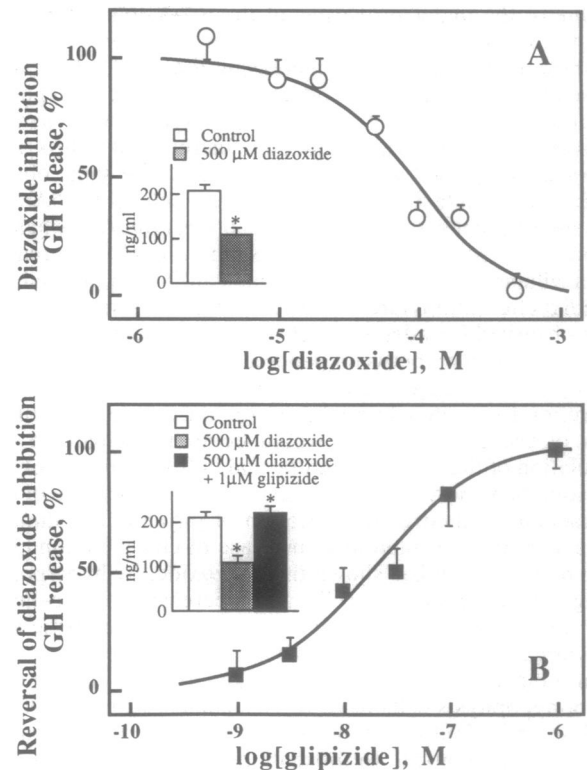 A
Diazoxide inhibition
GH release, %
100
50
0
Control
500 μM diazoxide
ng/ml
200
100
0
*
-6
-5
-4
-3
log[diazoxide], M
B
Reversal of diazoxide inhibition
GH release, %
100
50
0
Control
500 μM diazoxide
500 μM diazoxide
+ 1μM glipizide
ng/ml
200
100
0
*
*
-10
-9
-8
-7
-6
log[glipizide], M